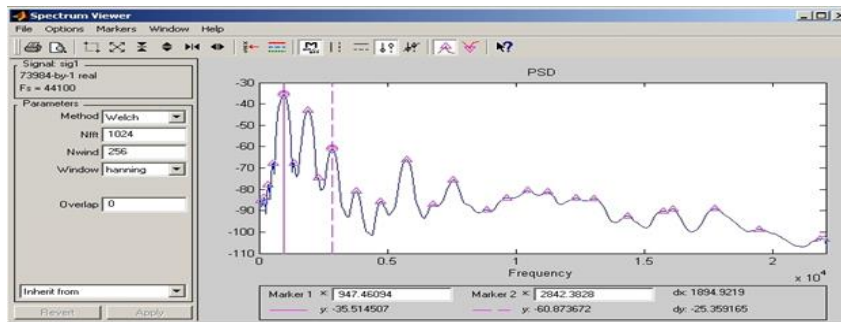 Spectrum Viewer
File Options Markers Window Help
Signal: sig1
73984-by-1 real
Fs = 44100
Parameters
Method Welch
Nfft 1024
Nwind 256
Window hanning
Overlap 0
Inherit from
Revert Apply
PSD
-30
-40
-50
-60
-70
-80
-90
-100
-110
0 0.5 1 1.5 2
Frequency
x 10^4
Marker 1 x: 947.46094 Marker 2 x: 2842.3828 dx: 1894.9219
y: -35.514507 y: -60.873672 dy: -25.359165